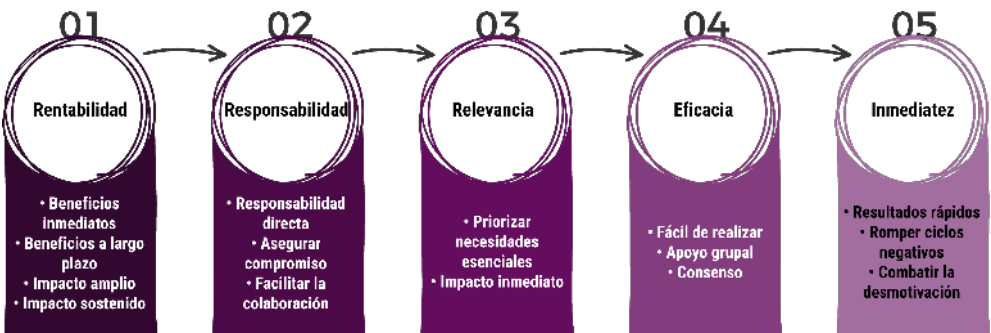 01
Rentabilidad
• Beneficios
inmediatos
• Beneficios a largo
plazo
• Impacto amplio
• Impacto sostenido
02
Responsabilidad
• Responsabilidad
directa
• Asegurar
compromiso
• Facilitar la
colaboración
03
Relevancia
• Priorizar
necesidades
esenciales
• Impacto inmediato
04
Eficacia
• Fácil de realizar
• Apoyo grupal
• Consenso
05
Inmediatez
• Resultados rápidos
• Romper ciclos
negativos
• Combatir la
desmotivación